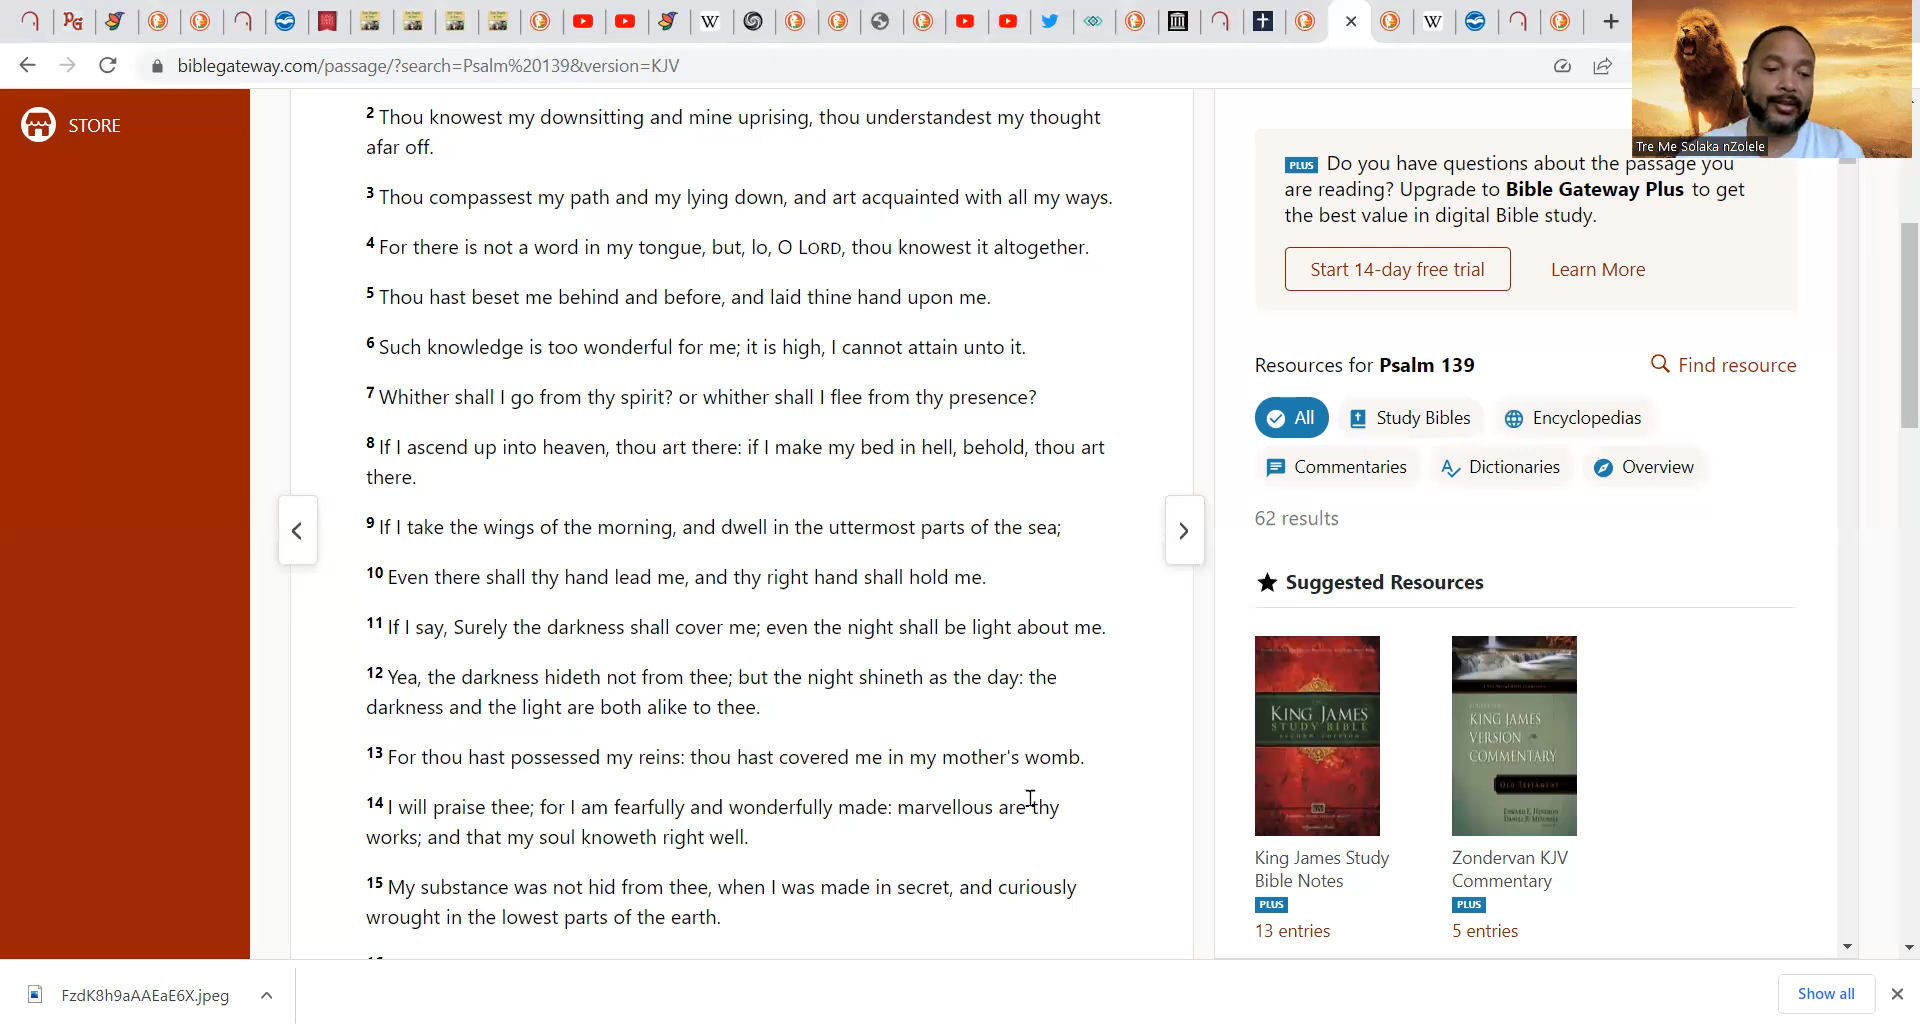 biblegateway.com/passage/?search=Psalm%20139&version=KJV
STORE
2 Thou knowest my downsitting and mine uprising, thou understandest my thought
afar off.
3 Thou compassest my path and my lying down, and art acquainted with all my ways.
4 For there is not a word in my tongue, but, lo, O LORD, thou knowest it altogether.
5 Thou hast beset me behind and before, and laid thine hand upon me.
6 Such knowledge is too wonderful for me; it is high, I cannot attain unto it.
7 Whither shall I go from thy spirit? or whither shall I flee from thy presence?
8 If I ascend up into heaven, thou art there: if I make my bed in hell, behold, thou art
there.
9 If I take the wings of the morning, and dwell in the uttermost parts of the sea;
10 Even there shall thy hand lead me, and thy right hand shall hold me.
11 If I say, Surely the darkness shall cover me; even the night shall be light about me.
12 Yea, the darkness hideth not from thee; but the night shineth as the day: the
darkness and the light are both alike to thee.
13 For thou hast possessed my reins: thou hast covered me in my mother's womb.
14 I will praise thee; for I am fearfully and wonderfully made: marvellous are thy
works; and that my soul knoweth right well.
15 My substance was not hid from thee, when I was made in secret, and curiously
wrought in the lowest parts of the earth.
Tre Me Solaka nZolele
PLUS Do you have questions about the passage you
are reading? Upgrade to Bible Gateway Plus to get
the best value in digital Bible study.
Start 14-day free trial
Learn More
Resources for Psalm 139
Find resource
All
Study Bibles
Encyclopedias
Commentaries
Dictionaries
Overview
62 results
Suggested Resources
KING JAMES
STUDY BIBLE
SECOND EDITION
KING JAMES
VERSION
COMMENTARY
OLD TESTAMENT
King James Study
Bible Notes
PLUS
13 entries
Zondervan KJV
Commentary
PLUS
5 entries
FzdK8h9aAAEaE6X.jpeg
Show all